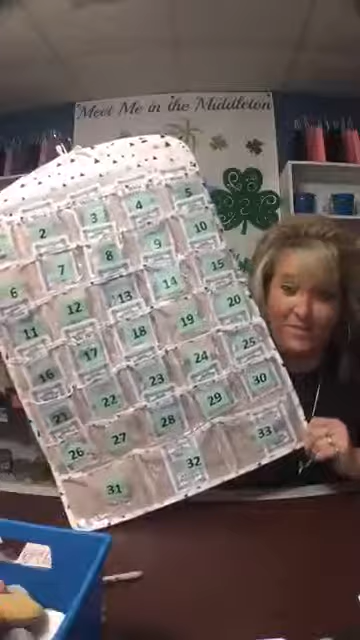 Meet Me in the Middleton
2 3 4 5
6 7 8 9 10
11 12 13 14 15
16 17 18 19 20
21 22 23 24 25
26 27 28 29 30
31 32 33